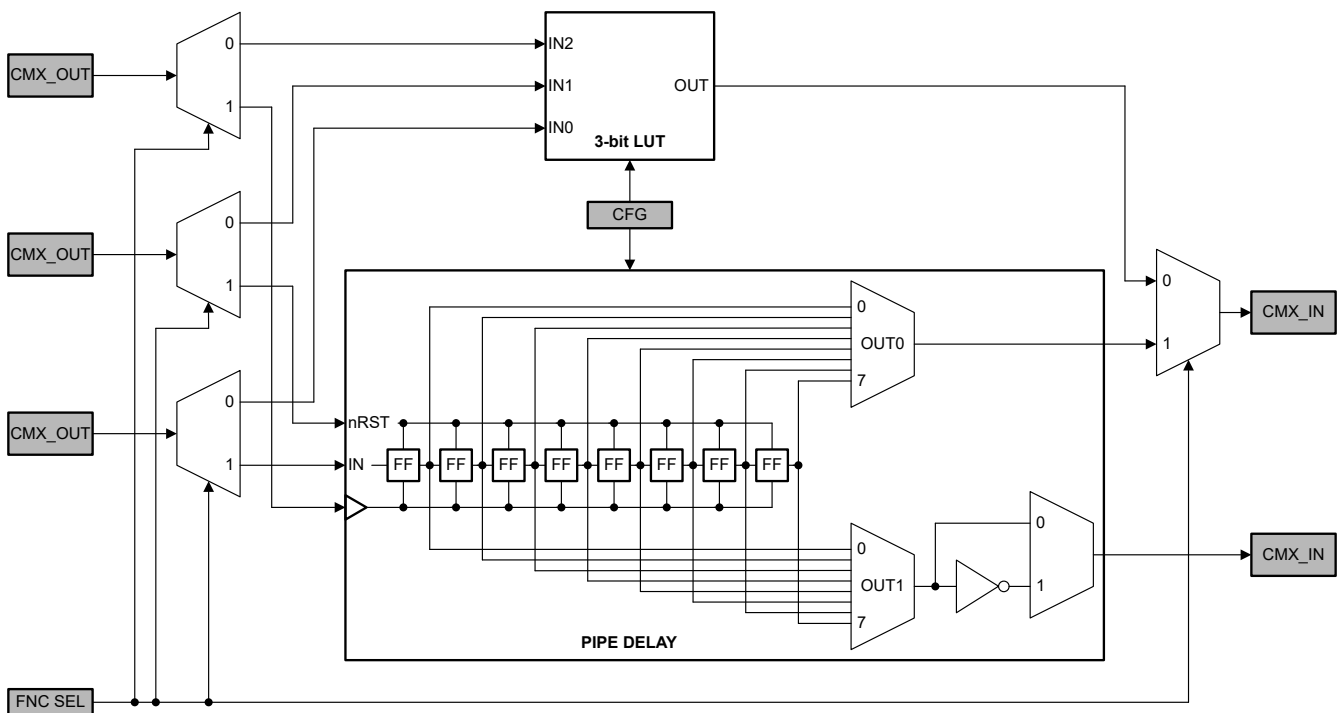 CMX_OUT
0
1
IN2
IN1
IN0
OUT
3-bit LUT
CMX_OUT
0
1
CFG
CMX_OUT
0
1
nRST
IN
FF FF FF FF FF FF FF FF
0
OUT0
7
0
OUT1
7
0
1
PIPE DELAY
0
1
CMX_IN
CMX_IN
FNC SEL